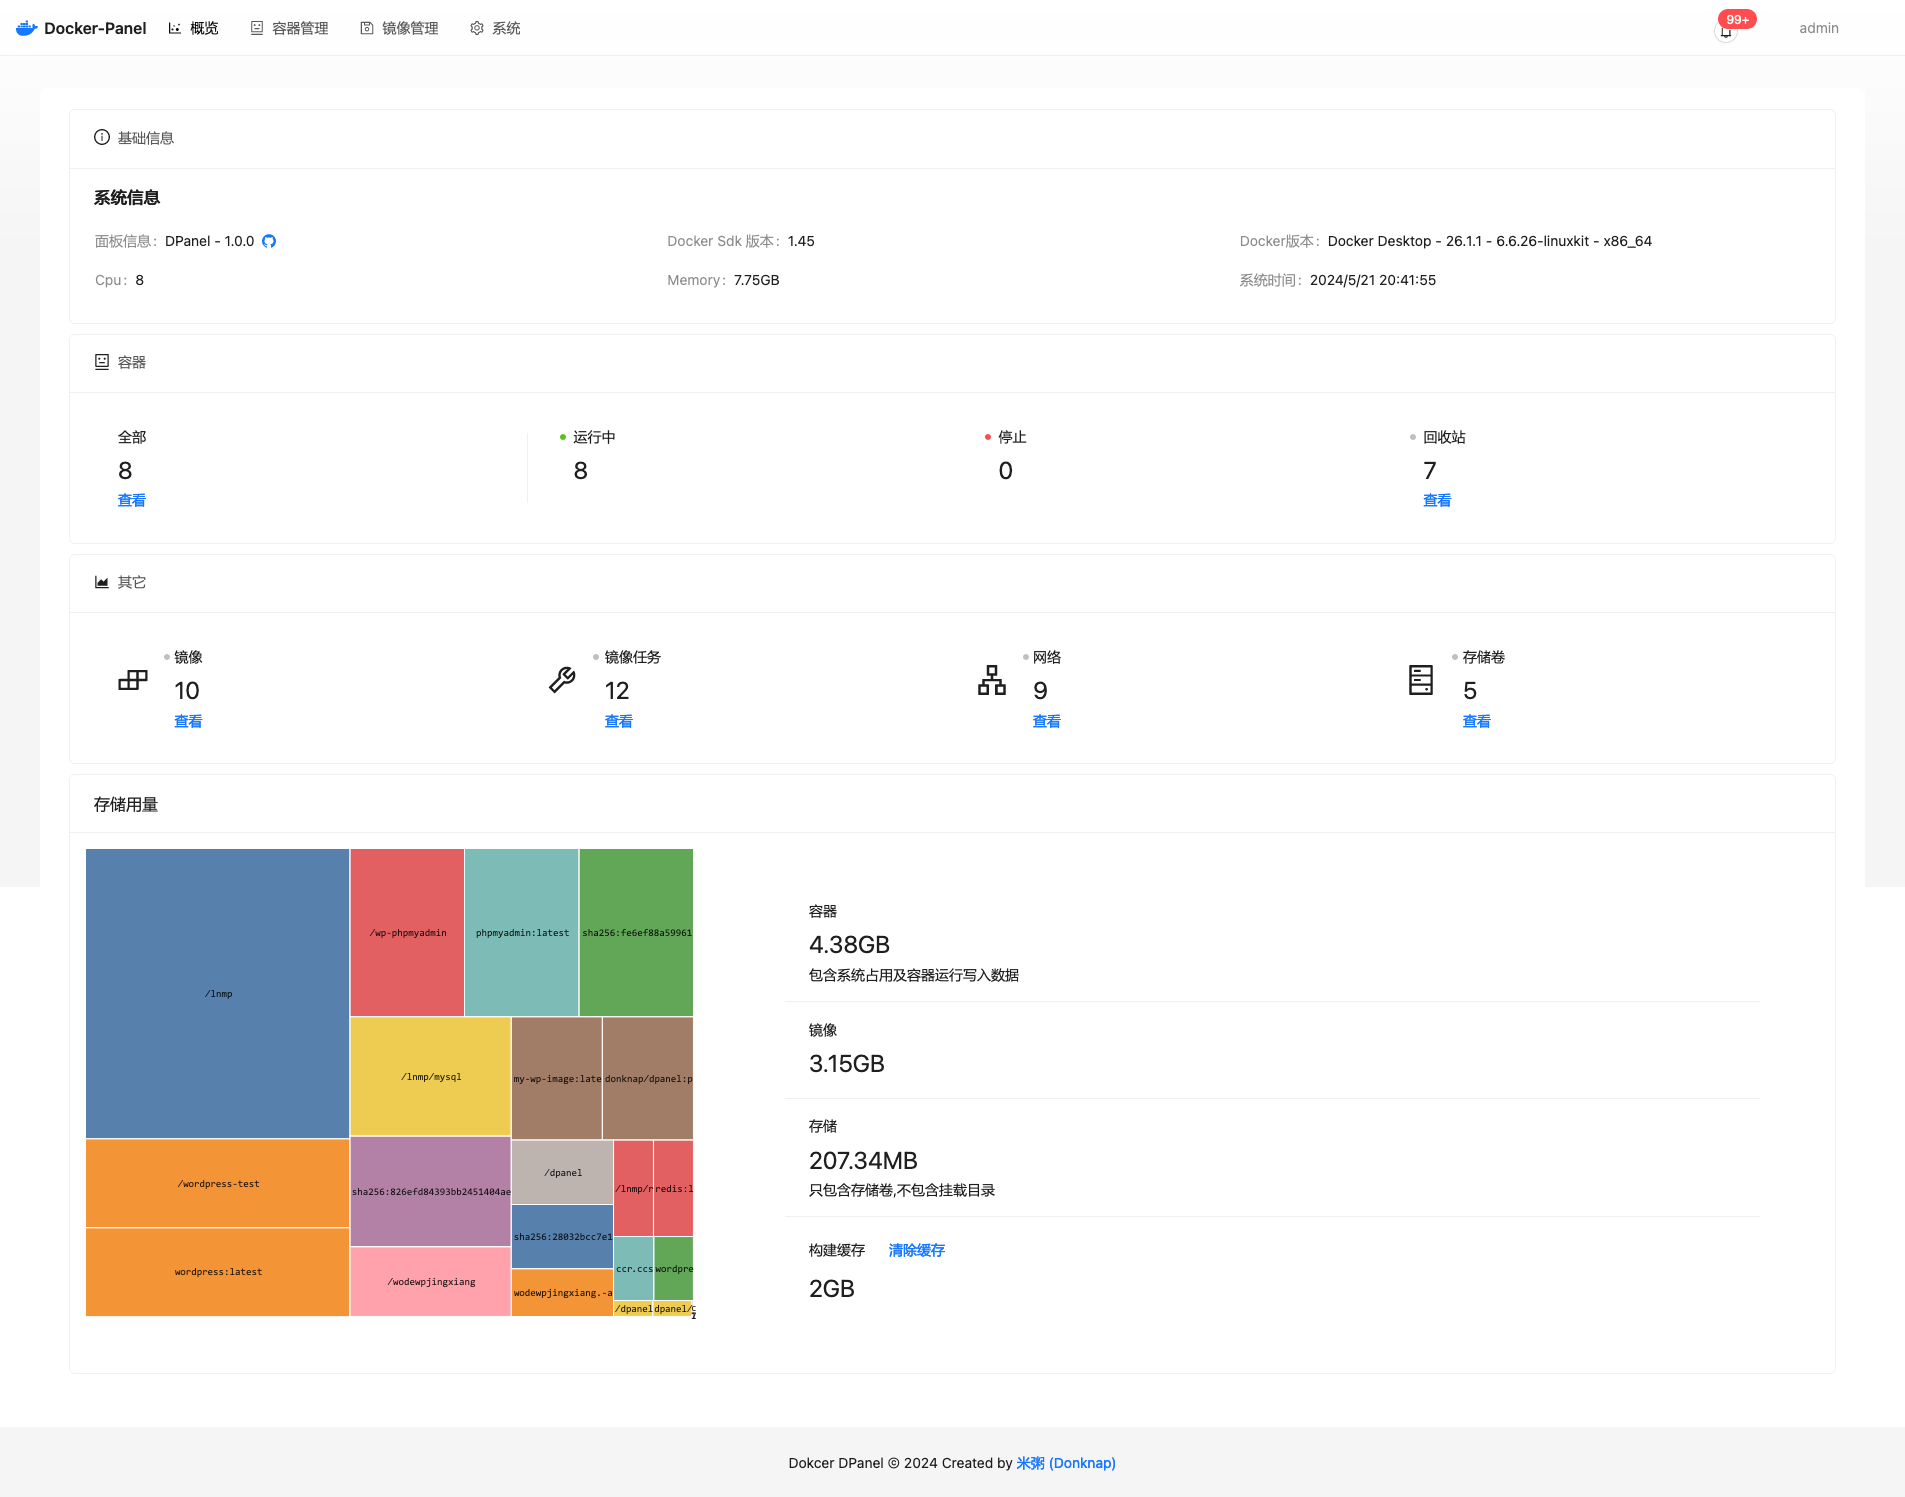 Docker-Panel 概览 容器管理 镜像管理 系统 99+ admin
基础信息
系统信息
面板信息: DPanel - 1.0.0 Docker Sdk 版本: 1.45 Docker版本: Docker Desktop - 26.1.1 - 6.6.26-linuxkit - x86_64
Cpu: 8 Memory: 7.75GB 系统时间: 2024/5/21 20:41:55
容器
全部 运行中 停止 回收站
8 8 0 7
查看 查看
其它
镜像 镜像任务 网络 存储卷
10 12 9 5
查看 查看 查看 查看
存储用量
/lnmp
/wp-phpmyadmin
phpmyadmin:latest
sha256:fe6ef88a59961
/lnmp/mysql
my-wp-image:late
donknap/dpanel:p
/wordpress-test
sha256:826efd84393bb2451404ae
/dpanel
/lnmp/r
redis:l
sha256:28032bcc7e1
wordpress:latest
/wodewpjingxiang
wodewpjingxiang.-a
ccr.ccs
wordpre
/dpanel
dpanel/
容器
4.38GB
包含系统占用及容器运行写入数据
镜像
3.15GB
存储
207.34MB
只包含存储卷,不包含挂载目录
构建缓存 清除缓存
2GB
Dokcer DPanel © 2024 Created by 米粥 (Donknap)